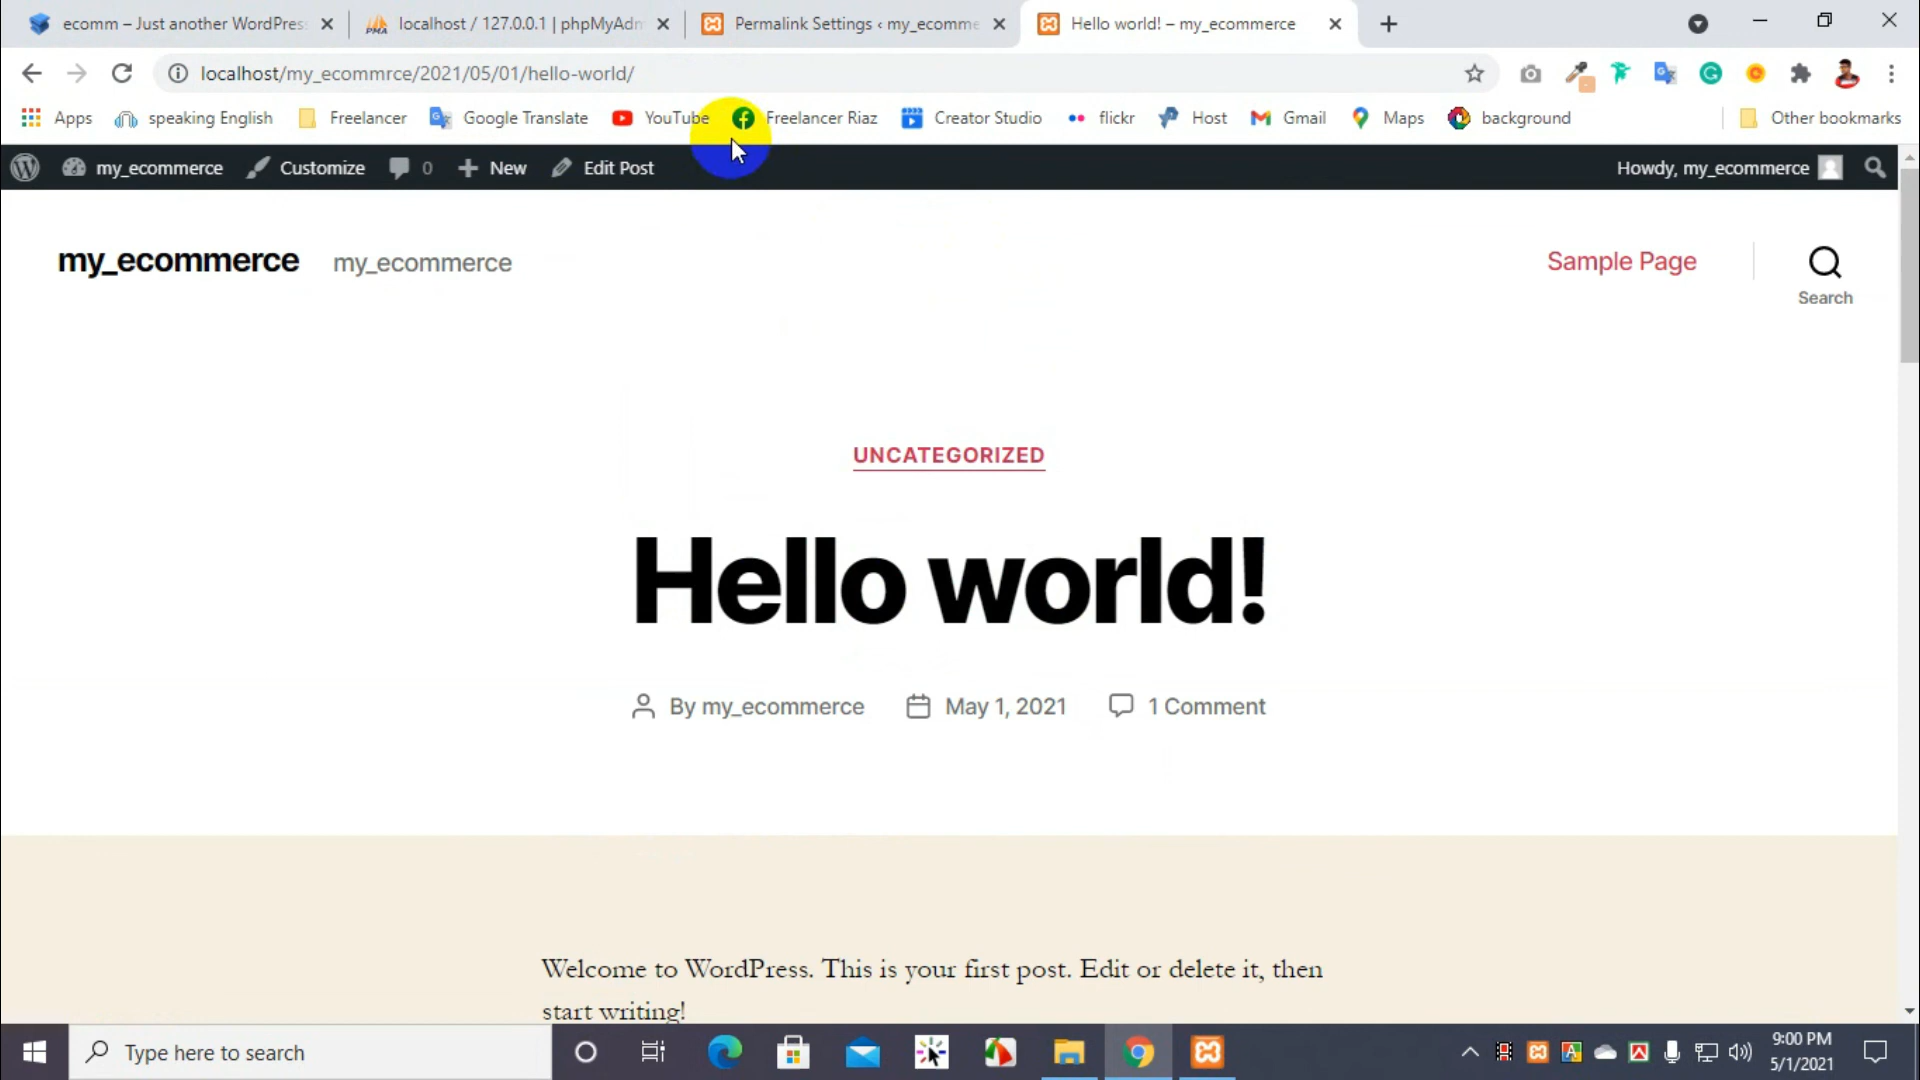 ecomm – Just another WordPress
localhost / 127.0.0.1 | phpMyAdm
Permalink Settings ‹ my_ecomme
Hello world! – my_ecommerce
localhost/my_ecommrce/2021/05/01/hello-world/
Apps
speaking English
Freelancer
Google Translate
YouTube
Freelancer Riaz
Creator Studio
flickr
Host
Gmail
Maps
background
Other bookmarks
my_ecommerce
Customize
0
New
Edit Post
Howdy, my_ecommerce
my_ecommerce
my_ecommerce
Sample Page
Search
UNCATEGORIZED
Hello world!
By my_ecommerce
May 1, 2021
1 Comment
Welcome to WordPress. This is your first post. Edit or delete it, then
start writing!
Type here to search
9:00 PM
5/1/2021